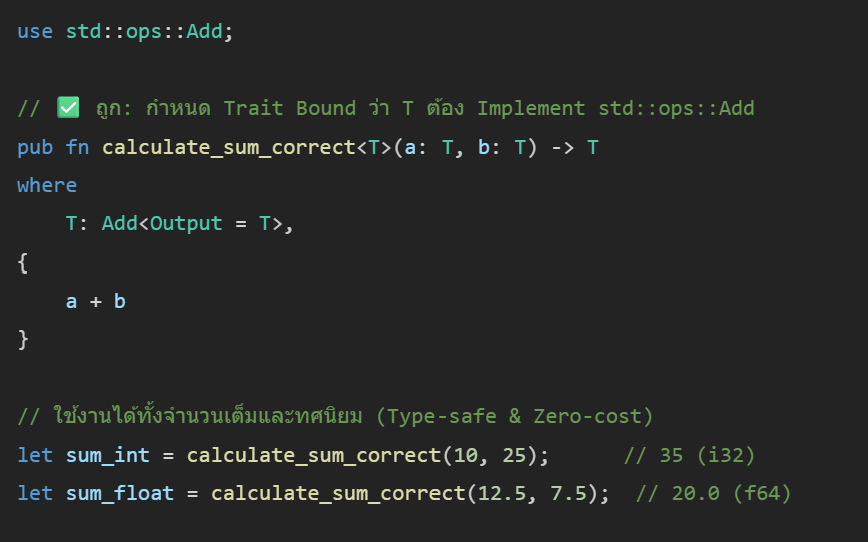 use std::ops::Add;
// ✅ ถูก: กำหนด Trait Bound ว่า T ต้อง Implement std::ops::Add
pub fn calculate_sum_correct<T>(a: T, b: T) -> T
where
    T: Add<Output = T>,
{
    a + b
}
// ใช้งานได้ทั้งจำนวนเต็มและทศนิยม (Type-safe & Zero-cost)
let sum_int = calculate_sum_correct(10, 25);      // 35 (i32)
let sum_float = calculate_sum_correct(12.5, 7.5);  // 20.0 (f64)